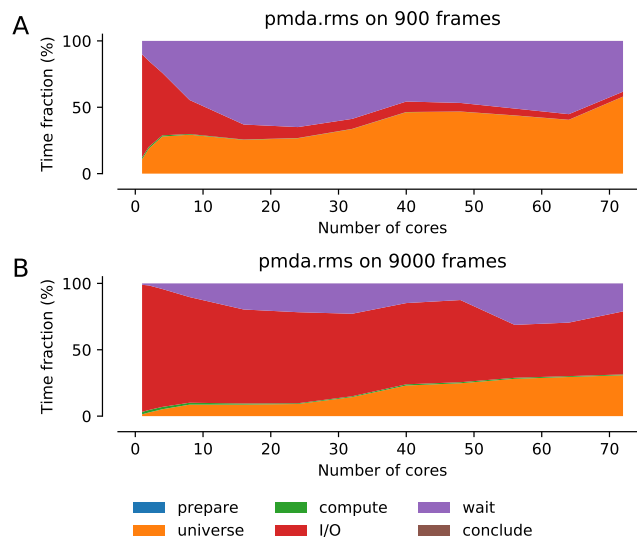 A
pmda.rms on 900 frames
100
50
0
Time fraction (%)
0 10 20 30 40 50 60 70
Number of cores
B
pmda.rms on 9000 frames
100
50
0
Time fraction (%)
0 10 20 30 40 50 60 70
Number of cores
prepare compute wait
universe I/O conclude